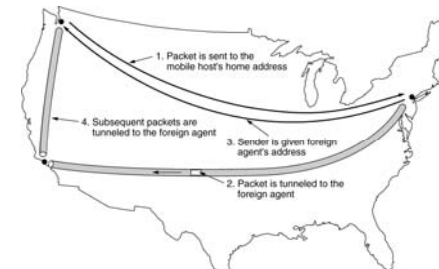 1. Packet is sent to the
mobile host's home address
4. Subsequent packets are
tunneled to the foreign agent
3. Sender is given foreign
agent's address
2. Packet is tunneled to the
foreign agent